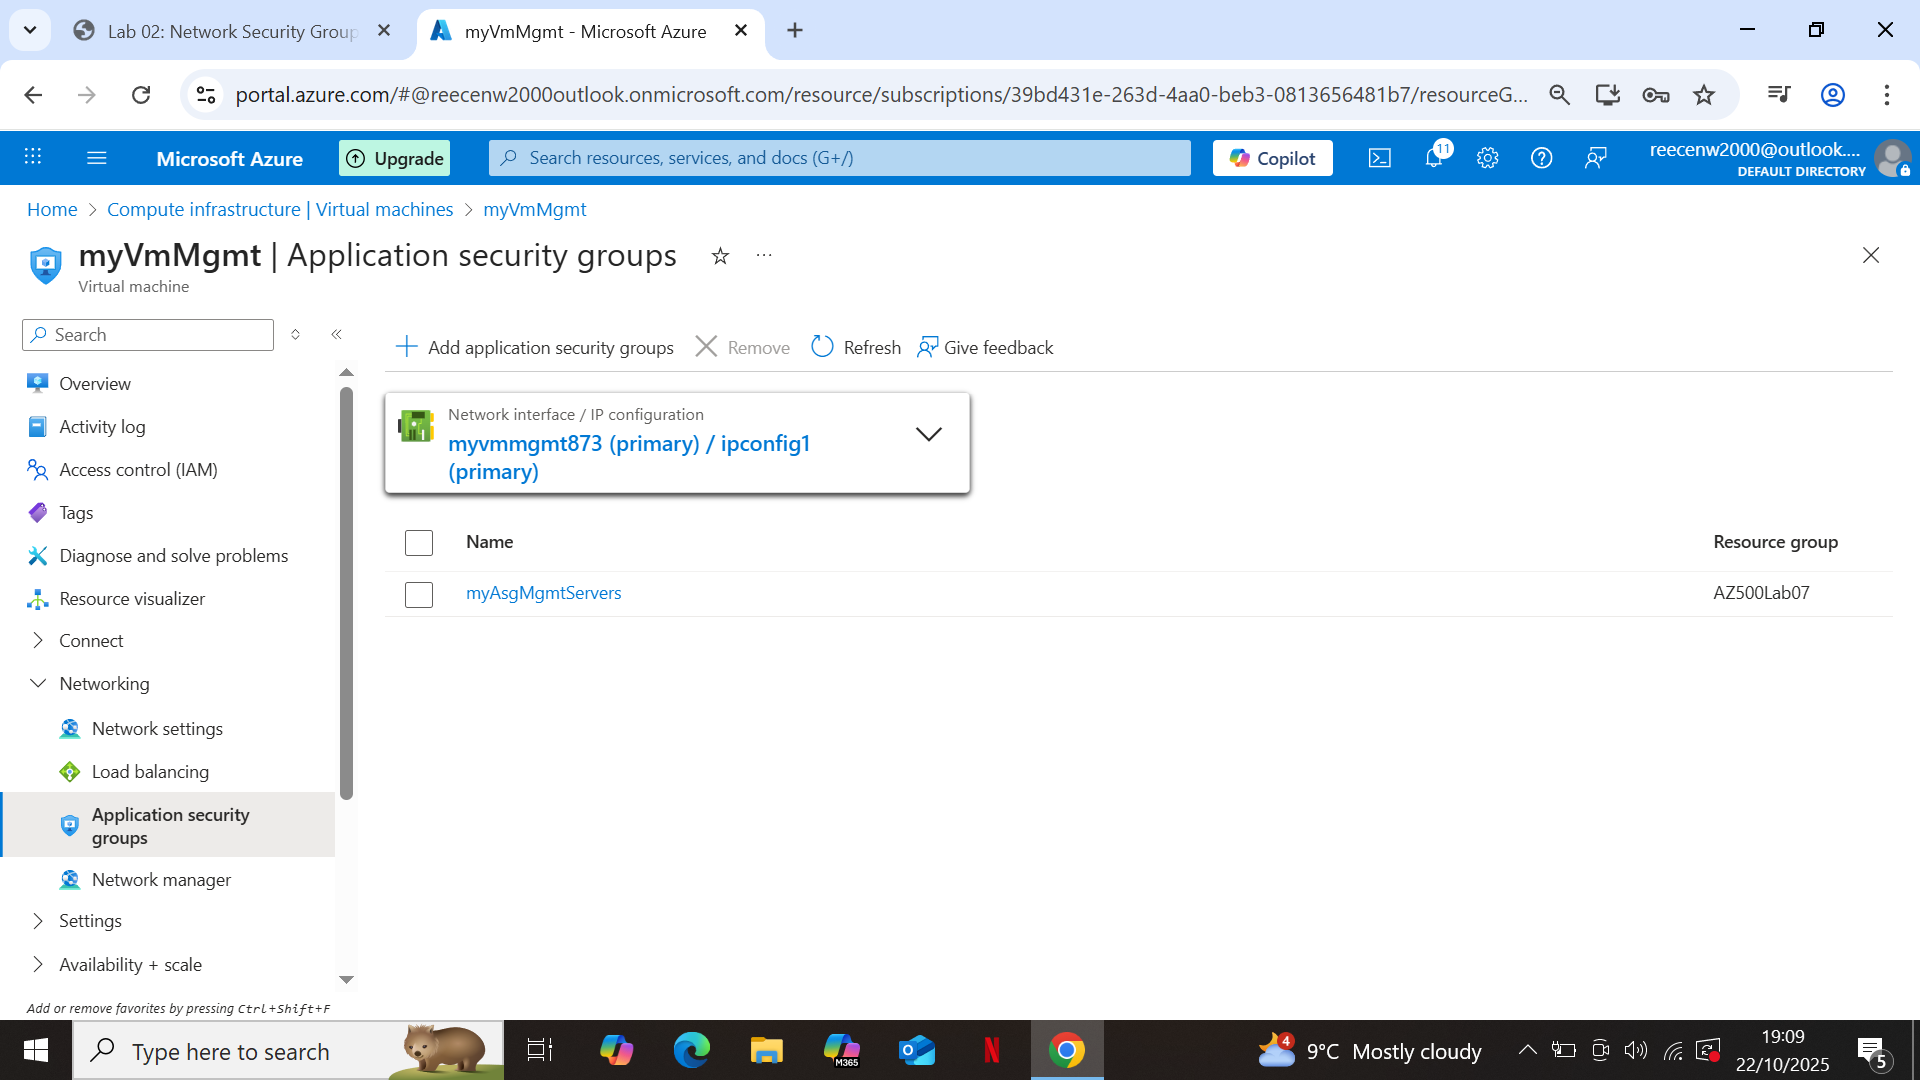 Lab 02: Network Security Group
myVmMgmt - Microsoft Azure
portal.azure.com/#@reecenw2000outlook.onmicrosoft.com/resource/subscriptions/39bd431e-263d-4aa0-beb3-0813656481b7/resourceG...
Microsoft Azure
Upgrade
Search resources, services, and docs (G+/)
Copilot
11
reecenw2000@outlook....
DEFAULT DIRECTORY
Home > Compute infrastructure | Virtual machines > myVmMgmt
myVmMgmt | Application security groups
Virtual machine
Search
Add application security groups
Remove
Refresh
Give feedback
Overview
Activity log
Access control (IAM)
Tags
Diagnose and solve problems
Resource visualizer
Connect
Networking
Network settings
Load balancing
Application security
groups
Network manager
Settings
Availability + scale
Add or remove favorites by pressing Ctrl+Shift+F
Network interface / IP configuration
myvmmgmt873 (primary) / ipconfig1
(primary)
Name
Resource group
myAsgMgmtServers
AZ500Lab07
Type here to search
M365
4
9°C Mostly cloudy
19:09
22/10/2025
5